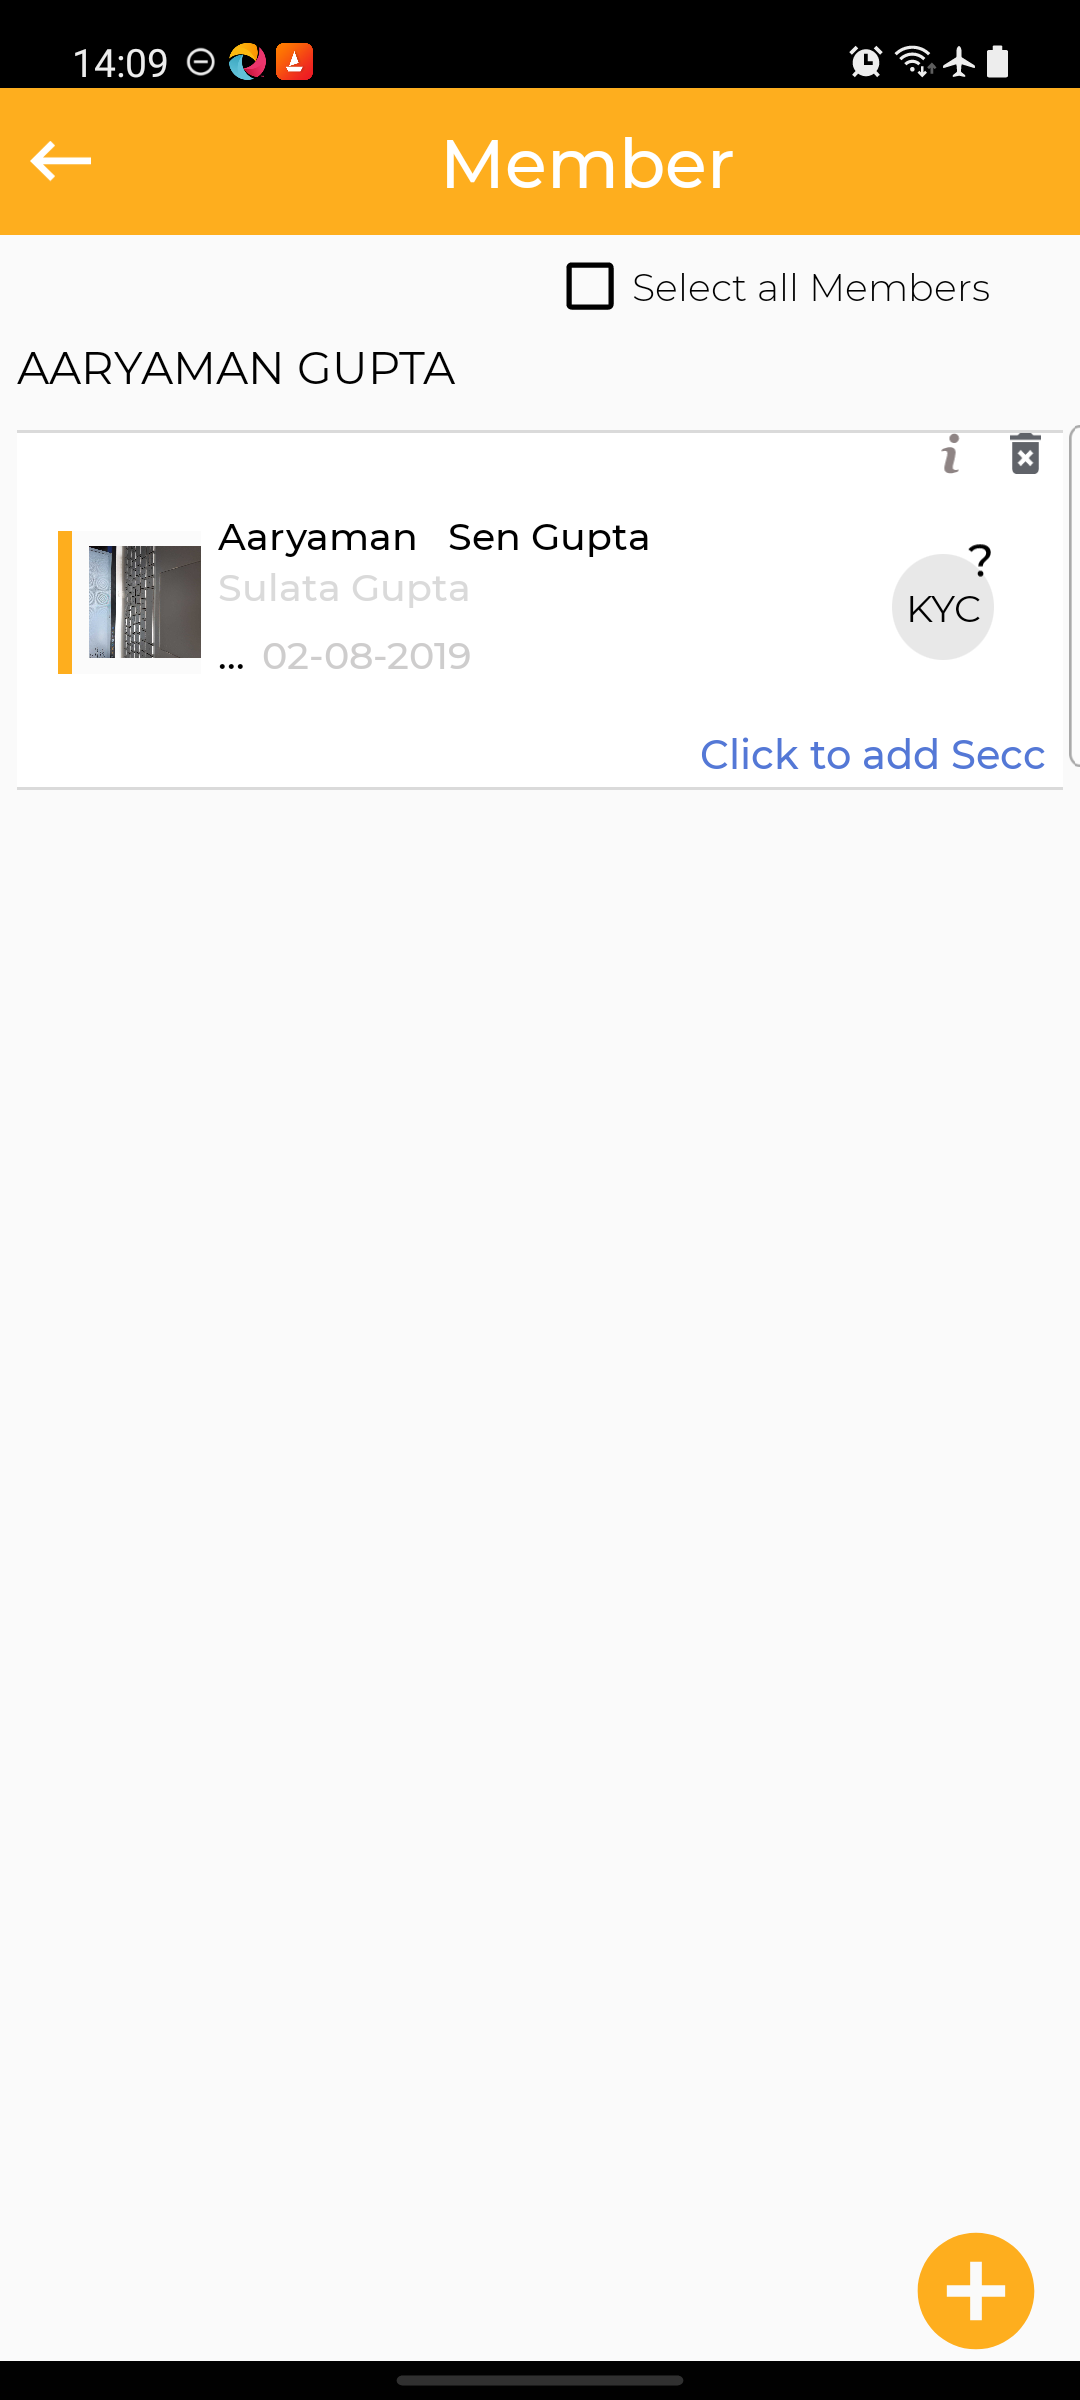 14:09
Member
Select all Members
AARYAMAN GUPTA
i
Aaryaman Sen Gupta
Sulata Gupta
... 02-08-2019
?
KYC
Click to add Secc